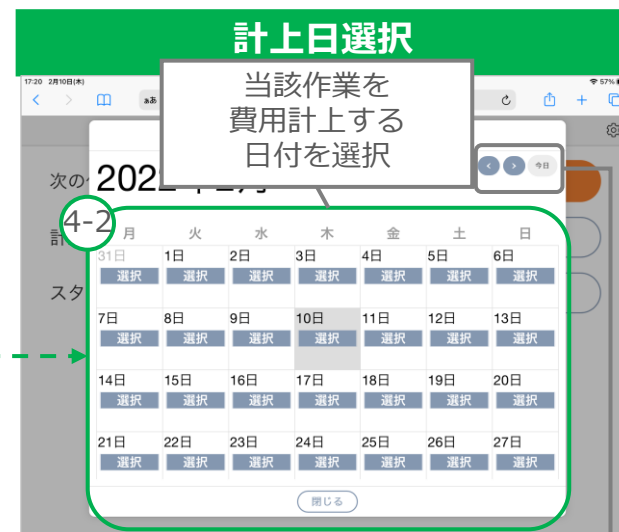 計上日選択
17:20 2月10日(木)
ああ
57%
当該作業を
費用計上する
日付を選択
次の
2022
今日
4-2
計
スタ
月 火 水 木 金 土 日
31日 1日 2日 3日 4日 5日 6日
選択 選択 選択 選択 選択 選択 選択
7日 8日 9日 10日 11日 12日 13日
選択 選択 選択 選択 選択 選択 選択
14日 15日 16日 17日 18日 19日 20日
選択 選択 選択 選択 選択 選択 選択
21日 22日 23日 24日 25日 26日 27日
選択 選択 選択 選択 選択 選択 選択
閉じる